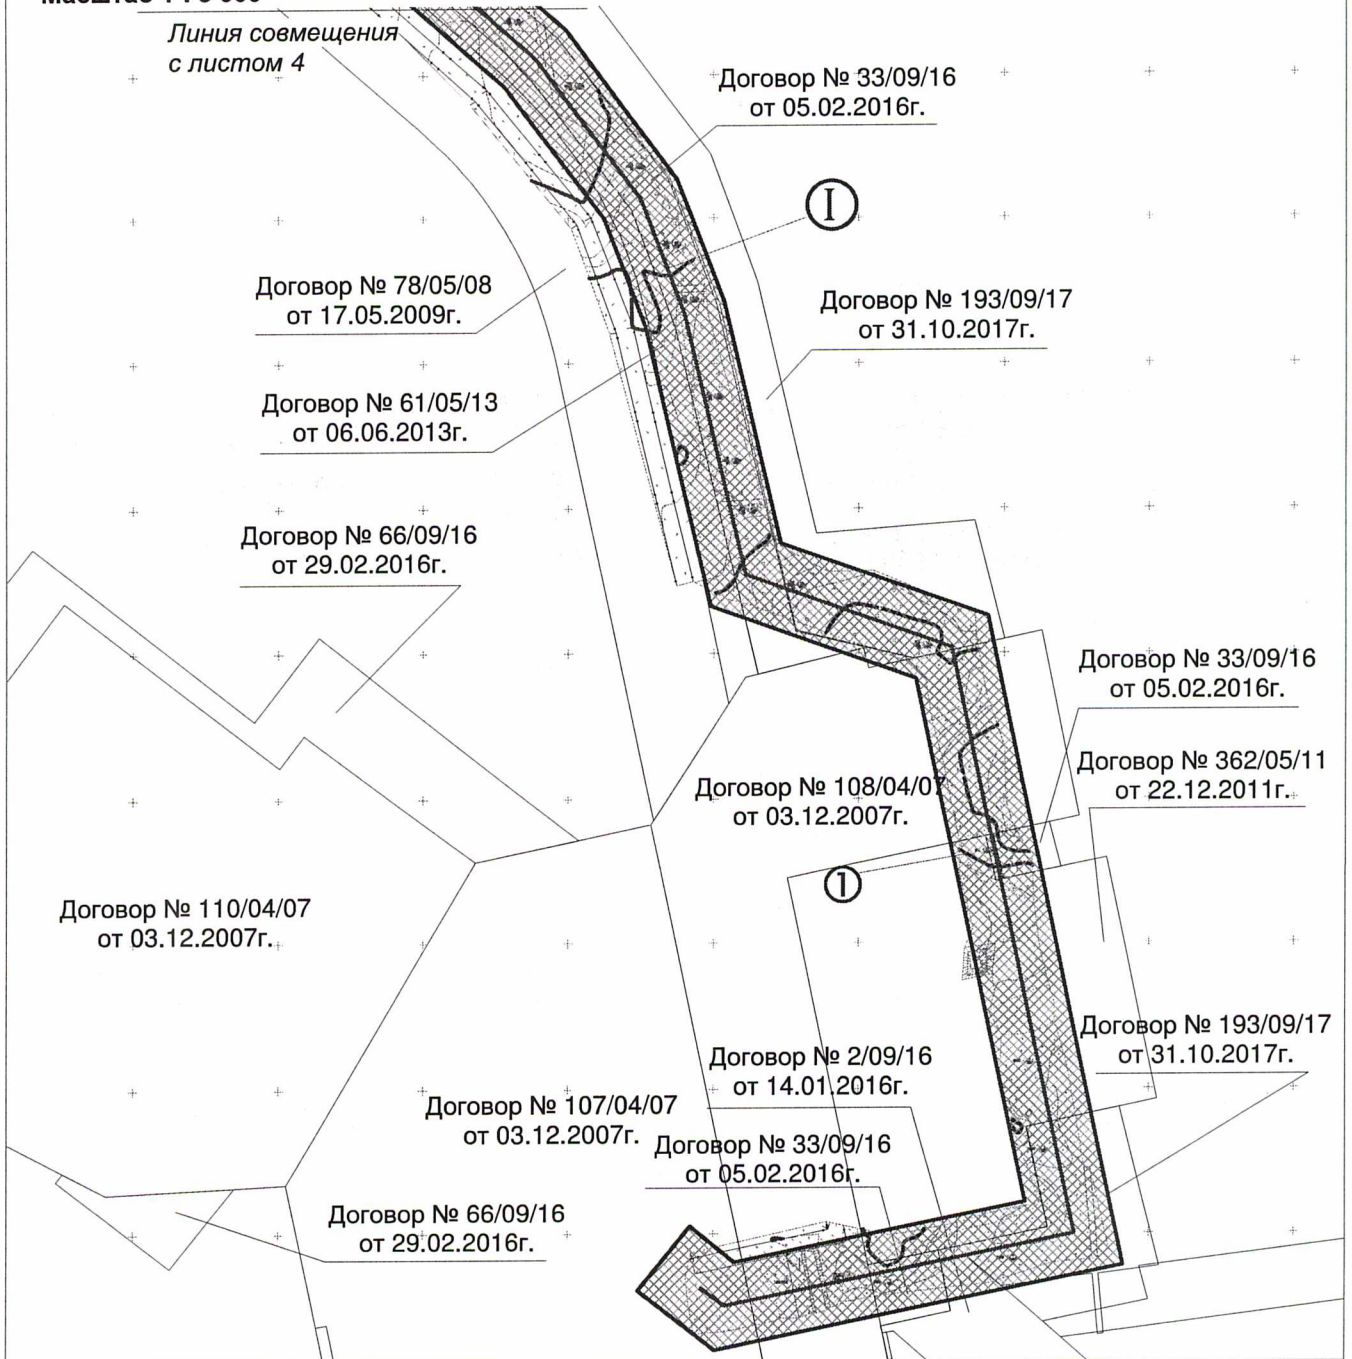 Линия совмещения
с листом 4
Договор № 33/09/16
от 05.02.2016г.
I
Договор № 78/05/08
от 17.05.2009г.
Договор № 193/09/17
от 31.10.2017г.
Договор № 61/05/13
от 06.06.2013г.
Договор № 66/09/16
от 29.02.2016г.
Договор № 33/09/16
от 05.02.2016г.
Договор № 362/05/11
от 22.12.2011г.
Договор № 108/04/07
от 03.12.2007г.
1
Договор № 110/04/07
от 03.12.2007г.
Договор № 193/09/17
от 31.10.2017г.
Договор № 2/09/16
от 14.01.2016г.
Договор № 107/04/07
от 03.12.2007г.
Договор № 33/09/16
от 05.02.2016г.
Договор № 66/09/16
от 29.02.2016г.